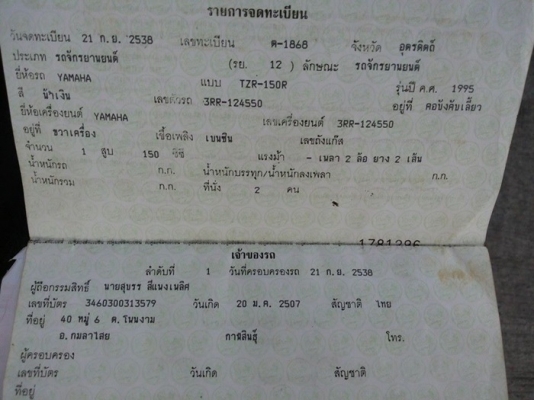 รายการจดทะเบียน
วันจดทะเบียน 21 ก.ย. 2538 เลขทะเบียน ต-1868 จังหวัด อุตรดิตถ์
ประเภท รถจักรยานยนต์ (รย. 12 ) ลักษณะ รถจักรยานยนต์
ยี่ห้อรถ YAMAHA แบบ TZR-150R รุ่นปี ค.ศ. 1995
สี น้ำเงิน เลขตัวรถ 3RR-124550 อยู่ที่ คอบังคับเลี้ยว
ยี่ห้อเครื่องยนต์ YAMAHA เลขเครื่องยนต์ 3RR-124550
อยู่ที่ ขวาเครื่อง เชื้อเพลิง เบนซิน เลขถังแก๊ส
จำนวน 1 สูบ 150 ซีซี แรงม้า - เพลา 2 ล้อ ยาง 2 เส้น
น้ำหนักรถ ก.ก. น้ำหนักบรรทุก/น้ำหนักลงเพลา ก.ก.
น้ำหนักรวม ก.ก. ที่นั่ง 2 คน
เจ้าของรถ
ลำดับที่ 1 วันที่ครอบครองรถ 21 ก.ย. 2538
ผู้ถือกรรมสิทธิ์ นายสุบรร
เลขที่บัตร 3460300313579 วันเกิด 20 ม.ค. 2507 สัญชาติ ไทย
ที่อยู่ 40 หมู่ 6 ต.โนนงาม
อ.กมลาไสย กาฬสินธุ์ โทร.
ผู้ครอบครอง
เลขที่บัตร วันเกิด สัญชาติ
ที่อยู่